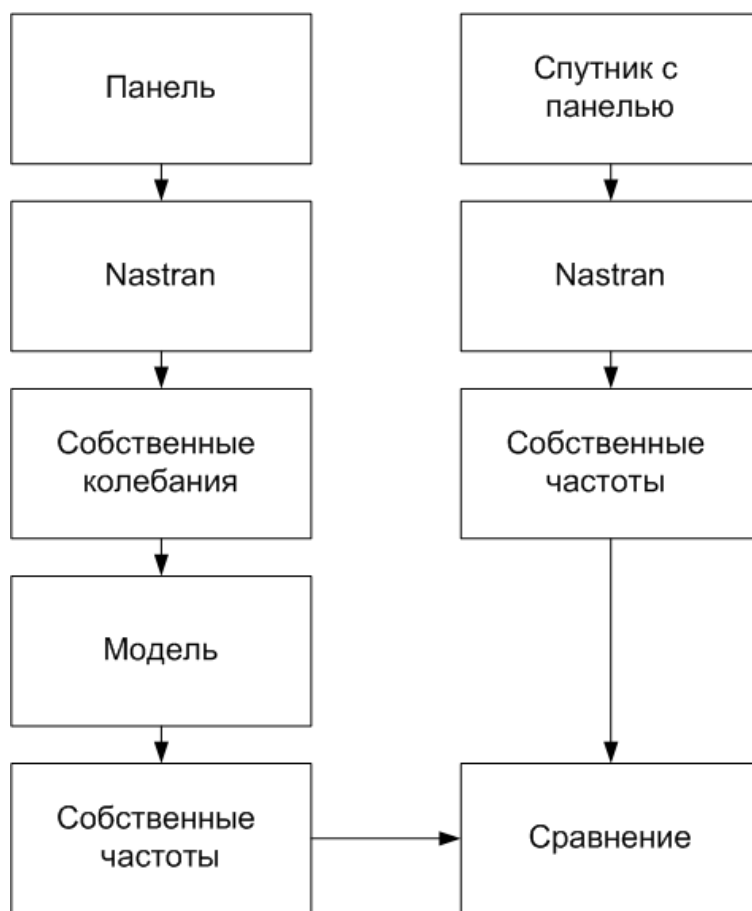 Панель
Nastran
Собственные
колебания
Модель
Собственные
частоты
Спутник с
панелью
Nastran
Собственные
частоты
Сравнение